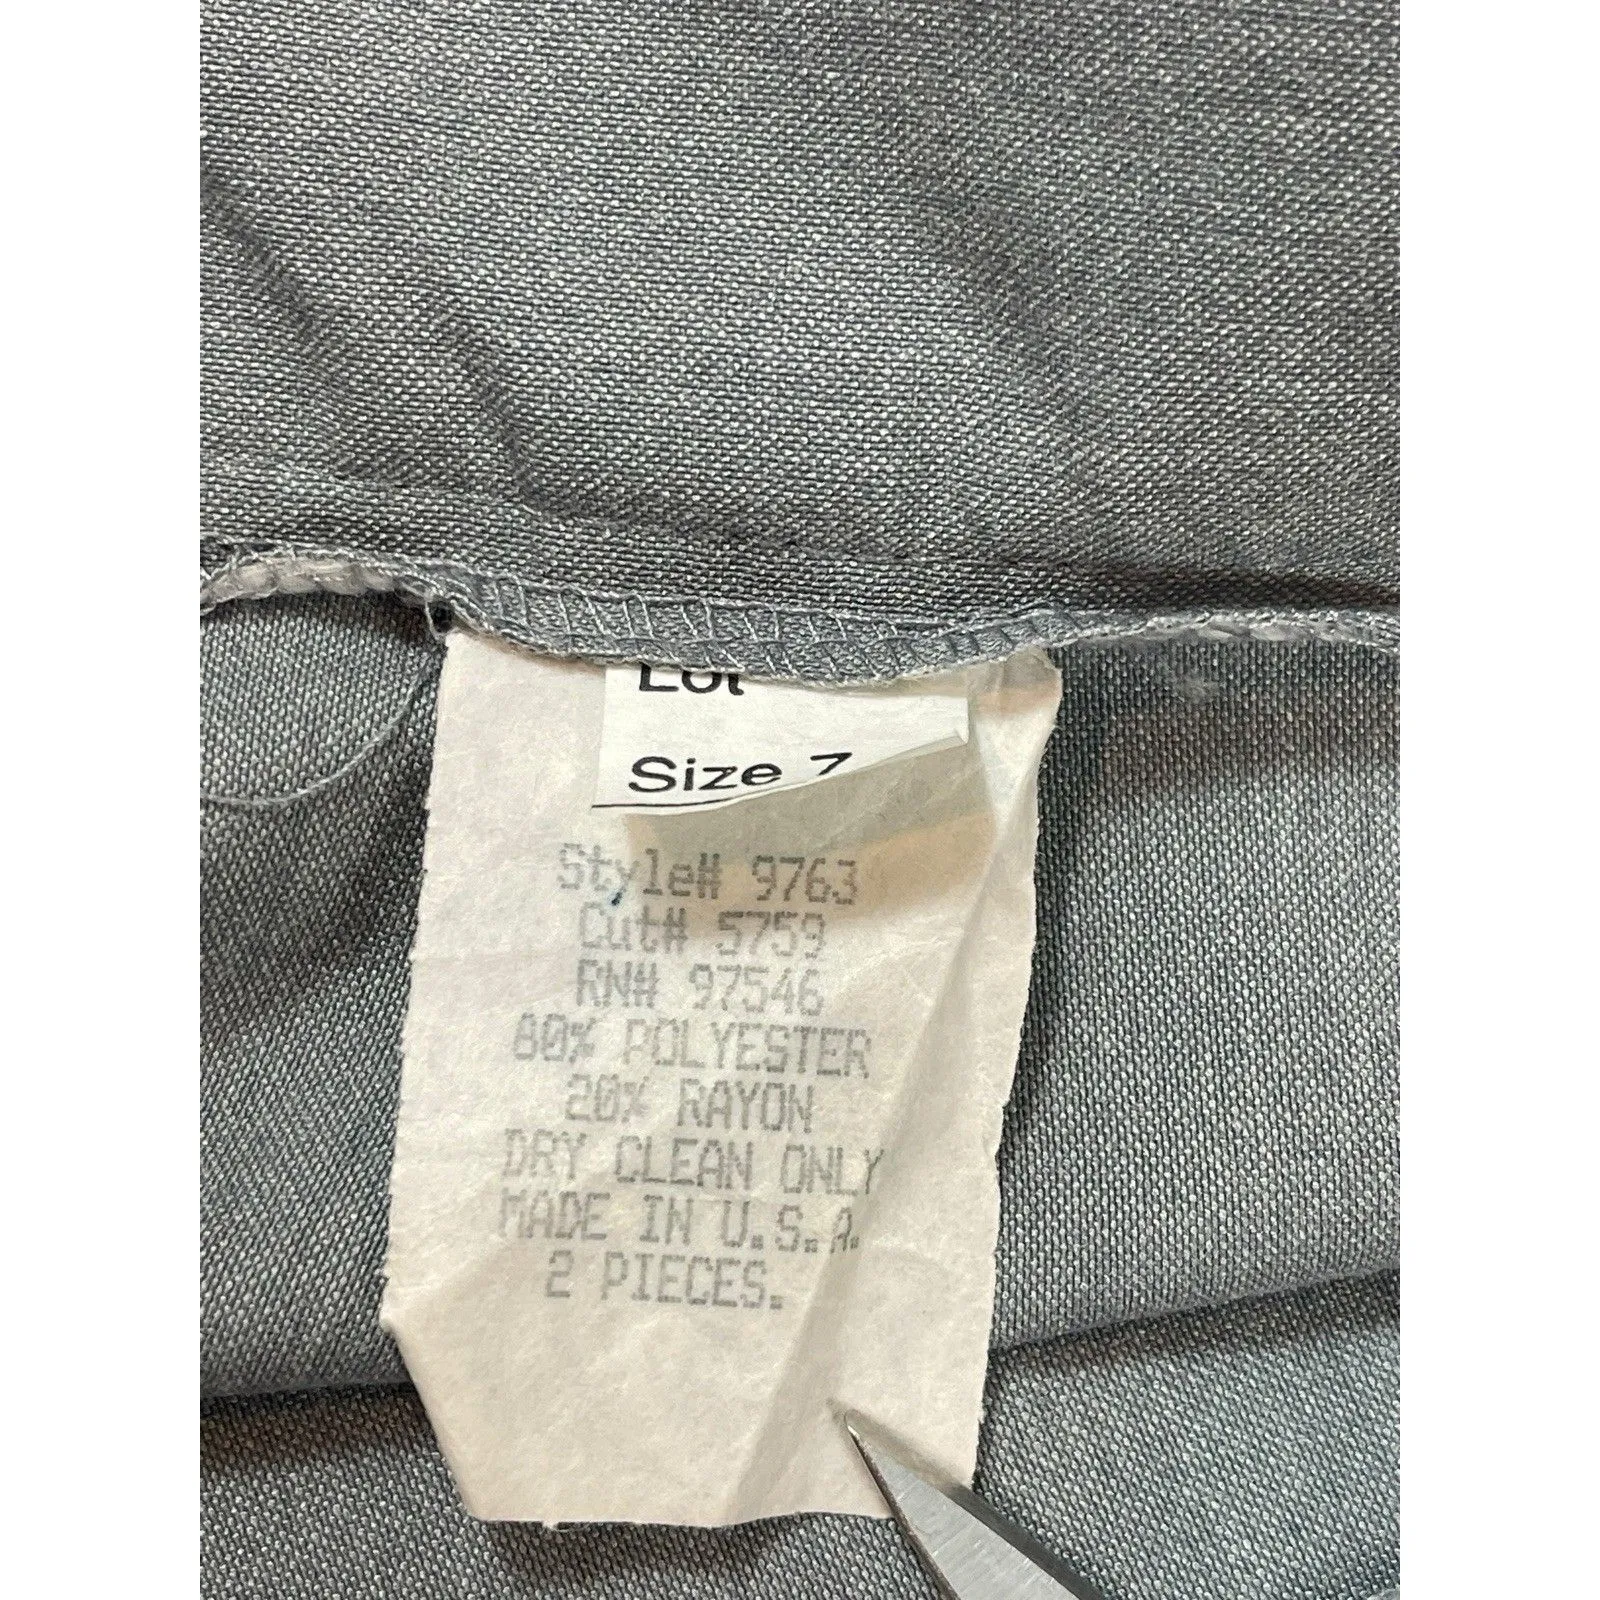 Lot
Size 7
Style# 9763
Cut# 5759
RN# 97546
80% POLYESTER
20% RAYON
DRY CLEAN ONLY
MADE IN U.S.A.
2 PIECES.